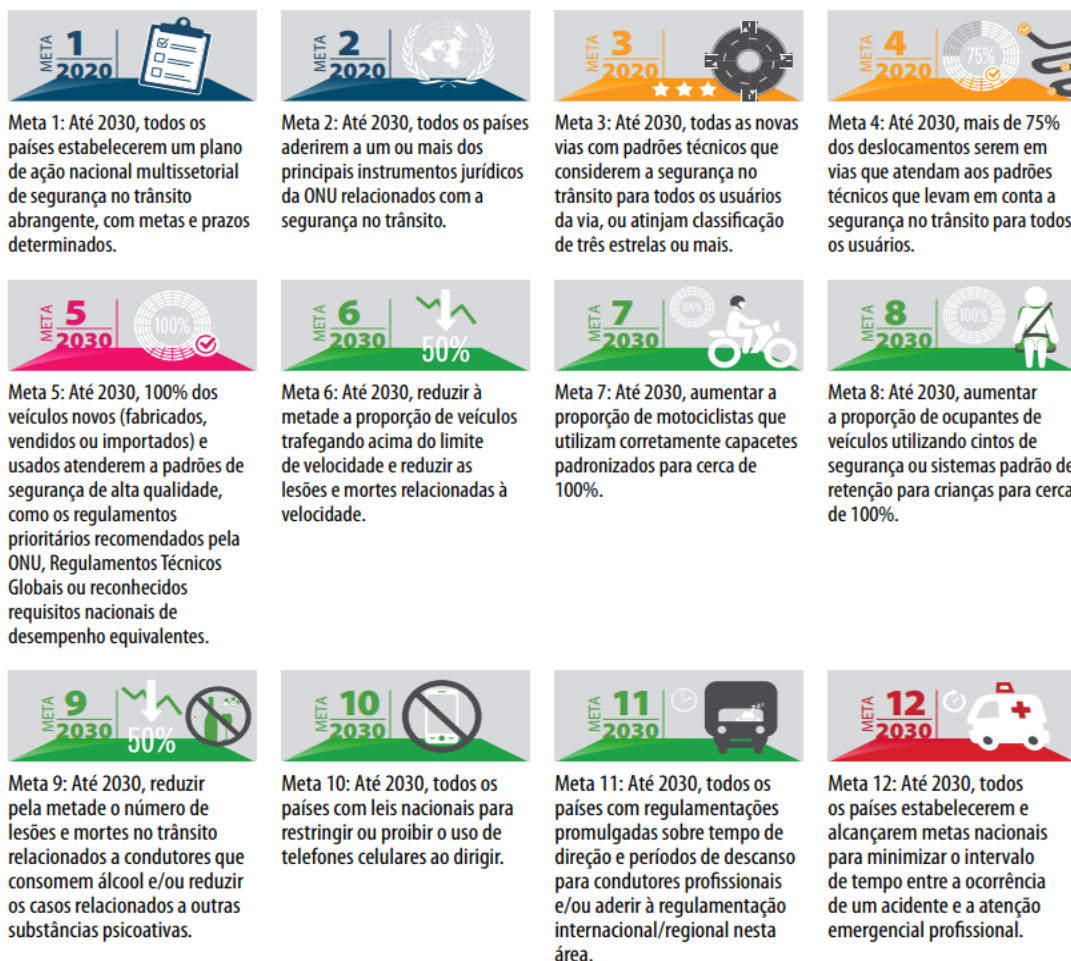 META 1 2020
META 2 2020
META 3 2020
META 4 2020 75%
Meta 1: Até 2030, todos os
países estabelecerem um plano
de ação nacional multissetorial
de segurança no trânsito
abrangente, com metas e prazos
determinados.
Meta 2: Até 2030, todos os países
aderirem a um ou mais dos
principais instrumentos jurídicos
da ONU relacionados com a
segurança no trânsito.
Meta 3: Até 2030, todas as novas
vias com padrões técnicos que
considerem a segurança no
trânsito para todos os usuários
da via, ou atinjam classificação
de três estrelas ou mais.
Meta 4: Até 2030, mais de 75%
dos deslocamentos serem em
vias que atendam aos padrões
técnicos que levam em conta a
segurança no trânsito para todos
os usuários.
META 5 2030 100%
META 6 2030 50%
META 7 2030 100%
META 8 2030 100%
Meta 5: Até 2030, 100% dos
veículos novos (fabricados,
vendidos ou importados) e
usados atenderem a padrões de
segurança de alta qualidade,
como os regulamentos
prioritários recomendados pela
ONU, Regulamentos Técnicos
Globais ou reconhecidos
requisitos nacionais de
desempenho equivalentes.
Meta 6: Até 2030, reduzir à
metade a proporção de veículos
trafegando acima do limite
de velocidade e reduzir as
lesões e mortes relacionadas à
velocidade.
Meta 7: Até 2030, aumentar a
proporção de motociclistas que
utilizam corretamente capacetes
padronizados para cerca de
100%.
Meta 8: Até 2030, aumentar
a proporção de ocupantes de
veículos utilizando cintos de
segurança ou sistemas padrão de
retenção para crianças para cerca
de 100%.
META 9 2030 50%
META 10 2030
META 11 2030
META 12 2030
Meta 9: Até 2030, reduzir
pela metade o número de
lesões e mortes no trânsito
relacionados a condutores que
consomem álcool e/ou reduzir
os casos relacionados a outras
substâncias psicoativas.
Meta 10: Até 2030, todos os
países com leis nacionais para
restringir ou proibir o uso de
telefones celulares ao dirigir.
Meta 11: Até 2030, todos os
países com regulamentações
promulgadas sobre tempo de
direção e períodos de descanso
para condutores profissionais
e/ou aderir à regulamentação
internacional/regional nesta
área.
Meta 12: Até 2030, todos
os países estabelecerem e
alcançarem metas nacionais
para minimizar o intervalo
de tempo entre a ocorrência
de um acidente e a atenção
emergencial profissional.